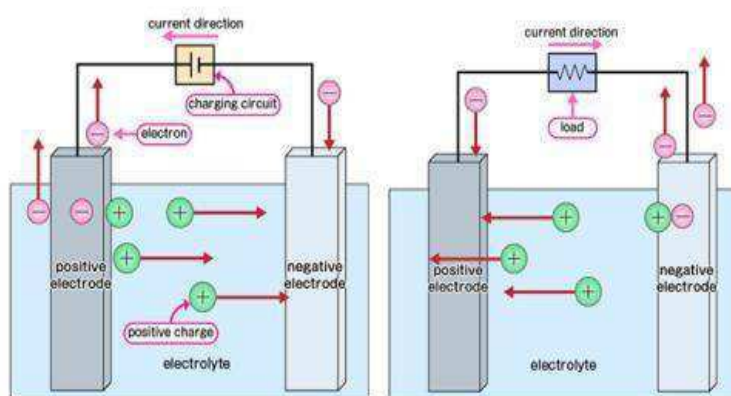 current direction
charging circuit
electron
positive
electrode
negative
electrode
positive charge
electrolyte
current direction
load
positive
electrode
negative
electrode
electrolyte